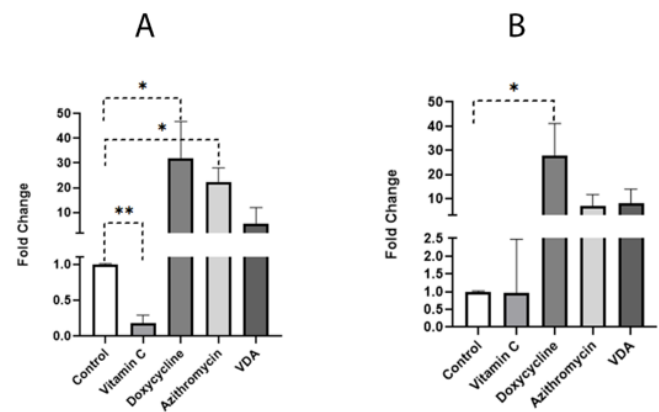 A
B
*
*
**
50
40
30
20
10
1.0
0.5
0.0
Fold Change
Control
Vitamin C
Doxycycline
Azithromycin
VDA
*
50
40
30
20
10
2.5
2.0
1.5
1.0
0.5
0.0
Fold Change
Control
Vitamin C
Doxycycline
Azithromycin
VDA